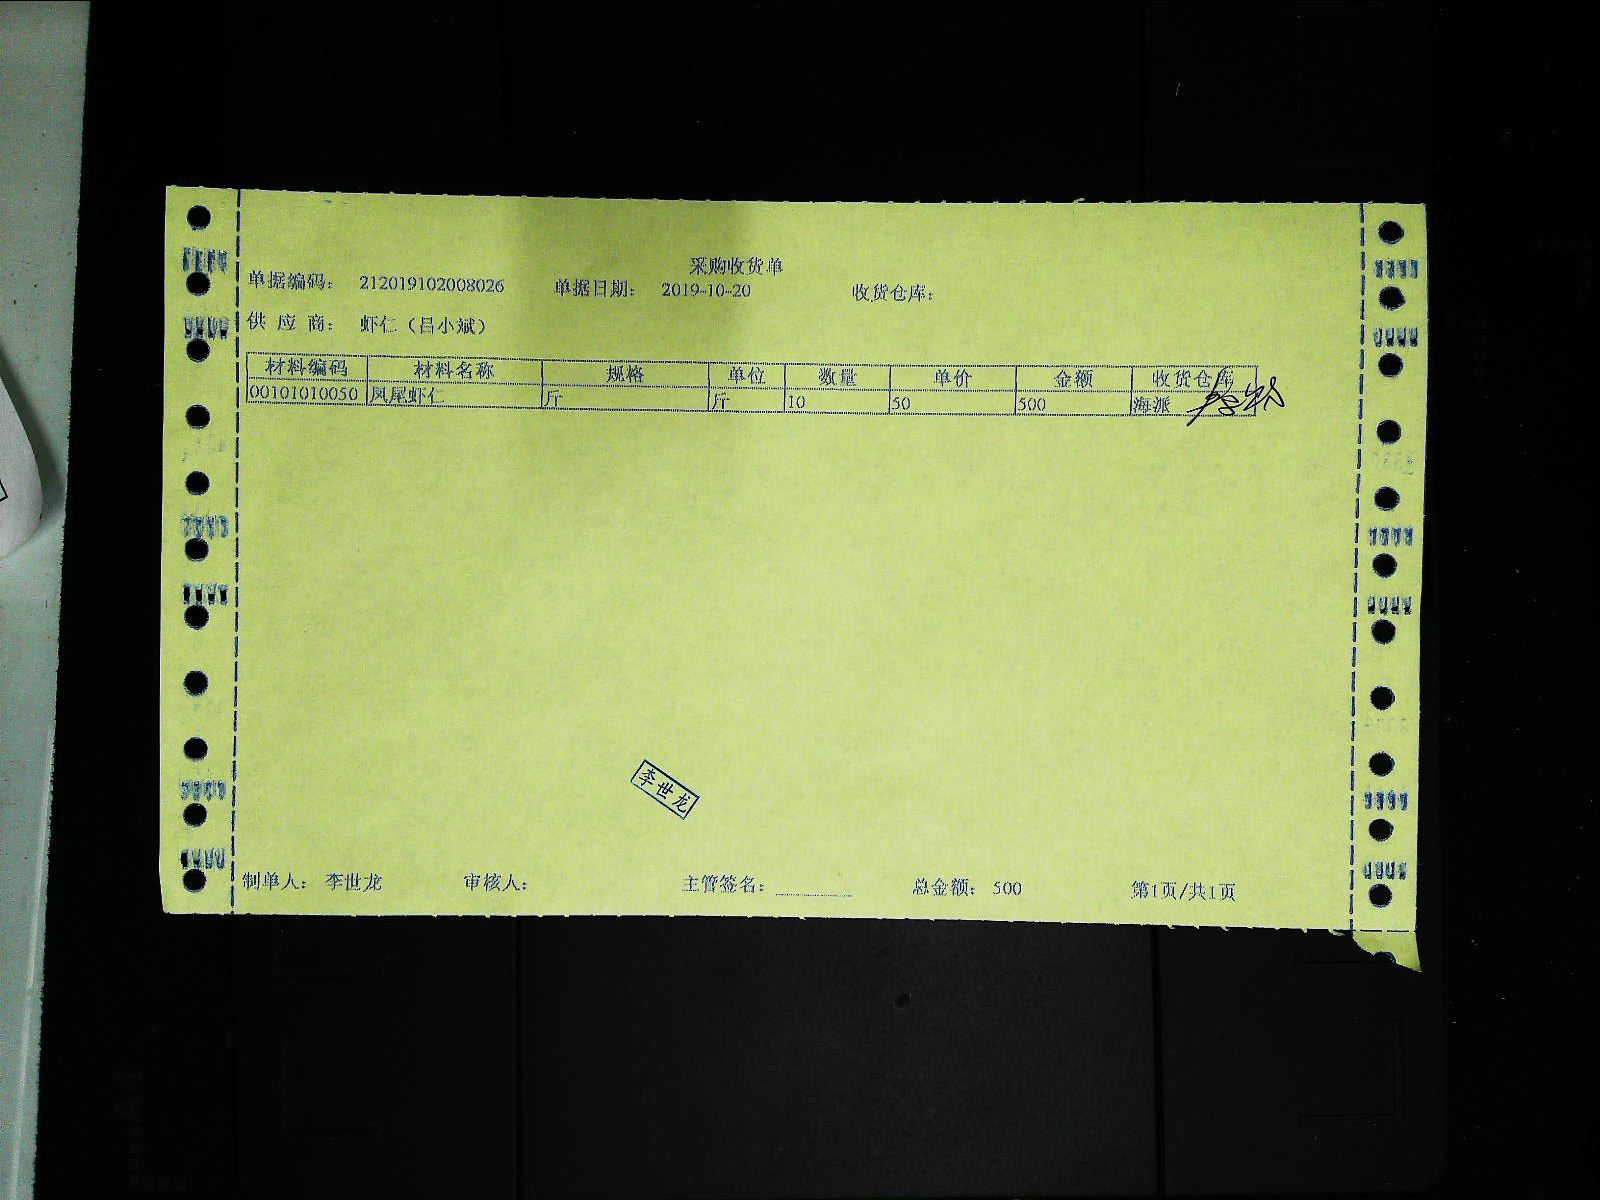 采购收货单
单据编码： 212019102008026 单据日期： 2019-10-20 收货仓库：
供 应 商： 虾仁（吕小斌）
材料编码 材料名称 规格 单位 数量 单价 金额 收货仓库
00101010050 凤尾虾仁 斤 斤 10 50 500 海派
李世龙
制单人： 李世龙 审核人： 主管签名： 总金额： 500 第1页/共1页